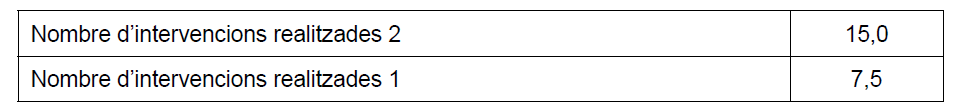 Nombre d'intervencions realitzades 2 15,0
Nombre d'intervencions realitzades 1 7,5